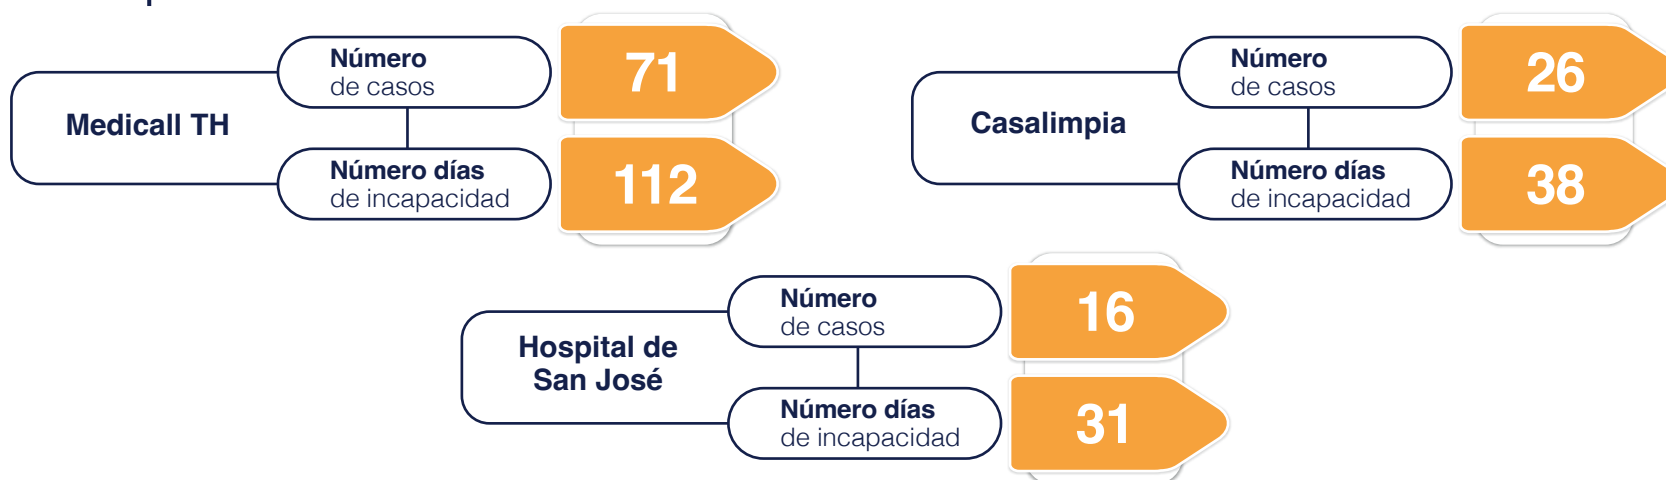 Medicall TH
Número
de casos
71
Número días
de incapacidad
112
Casalimpia
Número
de casos
26
Número días
de incapacidad
38
Hospital de
San José
Número
de casos
16
Número días
de incapacidad
31